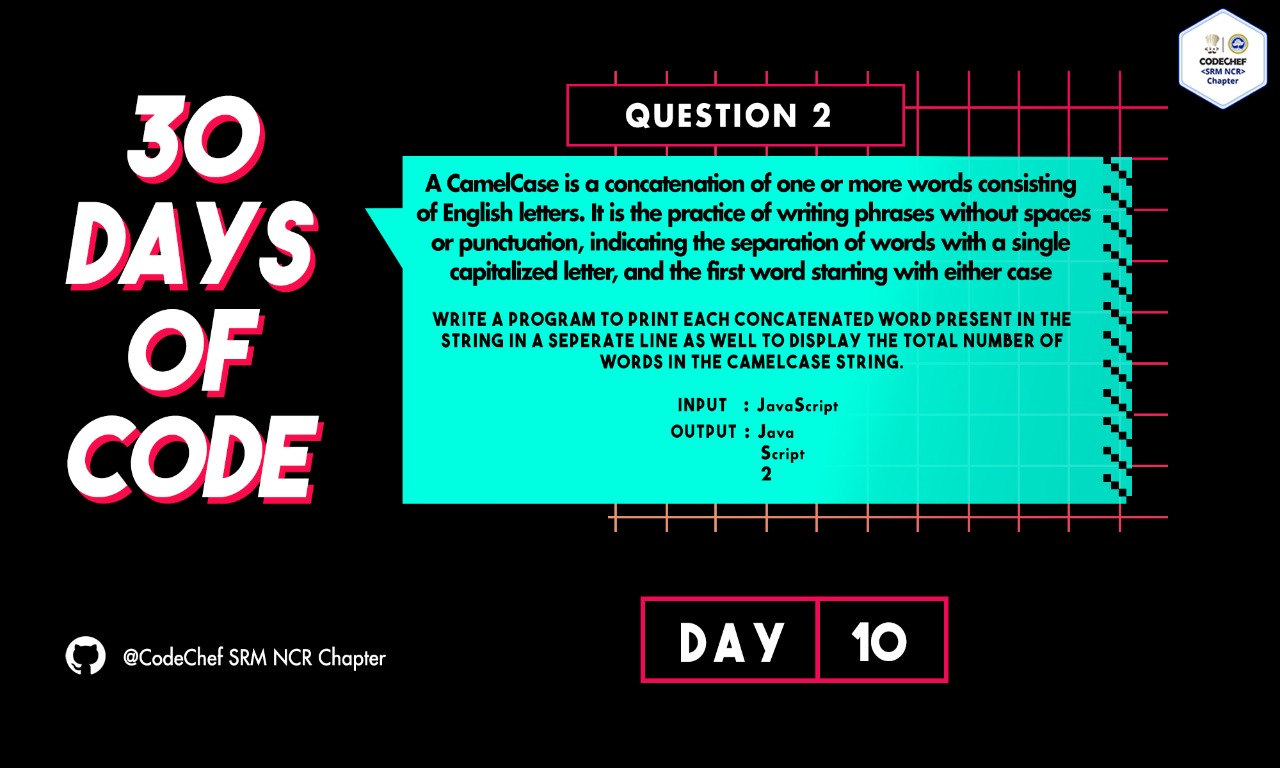 CODECHEF
<SRM NCR>
Chapter
30
DAYS
OF
CODE
QUESTION 2
A CamelCase is a concatenation of one or more words consisting
of English letters. It is the practice of writing phrases without spaces
or punctuation, indicating the separation of words with a single
capitalized letter, and the first word starting with either case
WRITE A PROGRAM TO PRINT EACH CONCATENATED WORD PRESENT IN THE
STRING IN A SEPERATE LINE AS WELL TO DISPLAY THE TOTAL NUMBER OF
WORDS IN THE CAMELCASE STRING.
INPUT : JavaScript
OUTPUT : Java
Script
2
DAY 10
@CodeChef SRM NCR Chapter